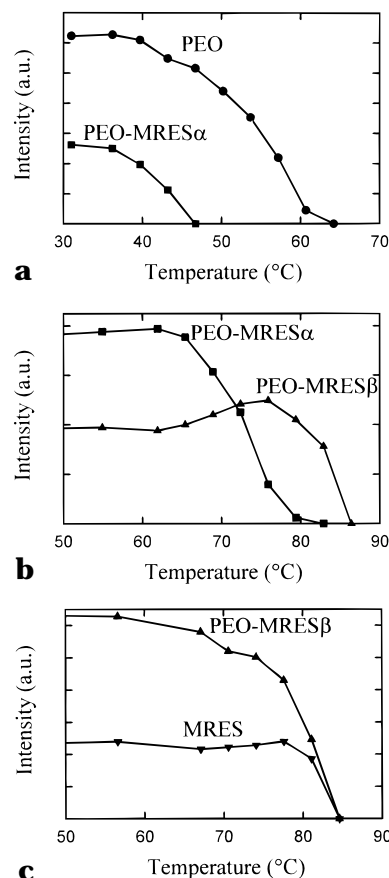 Intensity (a.u.)
PEO
PEO-MRESα
30 40 50 60 70
a
Temperature (°C)
Intensity (a.u.)
PEO-MRESα
PEO-MRESβ
50 60 70 80 90
b
Temperature (°C)
Intensity (a.u.)
PEO-MRESβ
MRES
50 60 70 80 90
c
Temperature (°C)